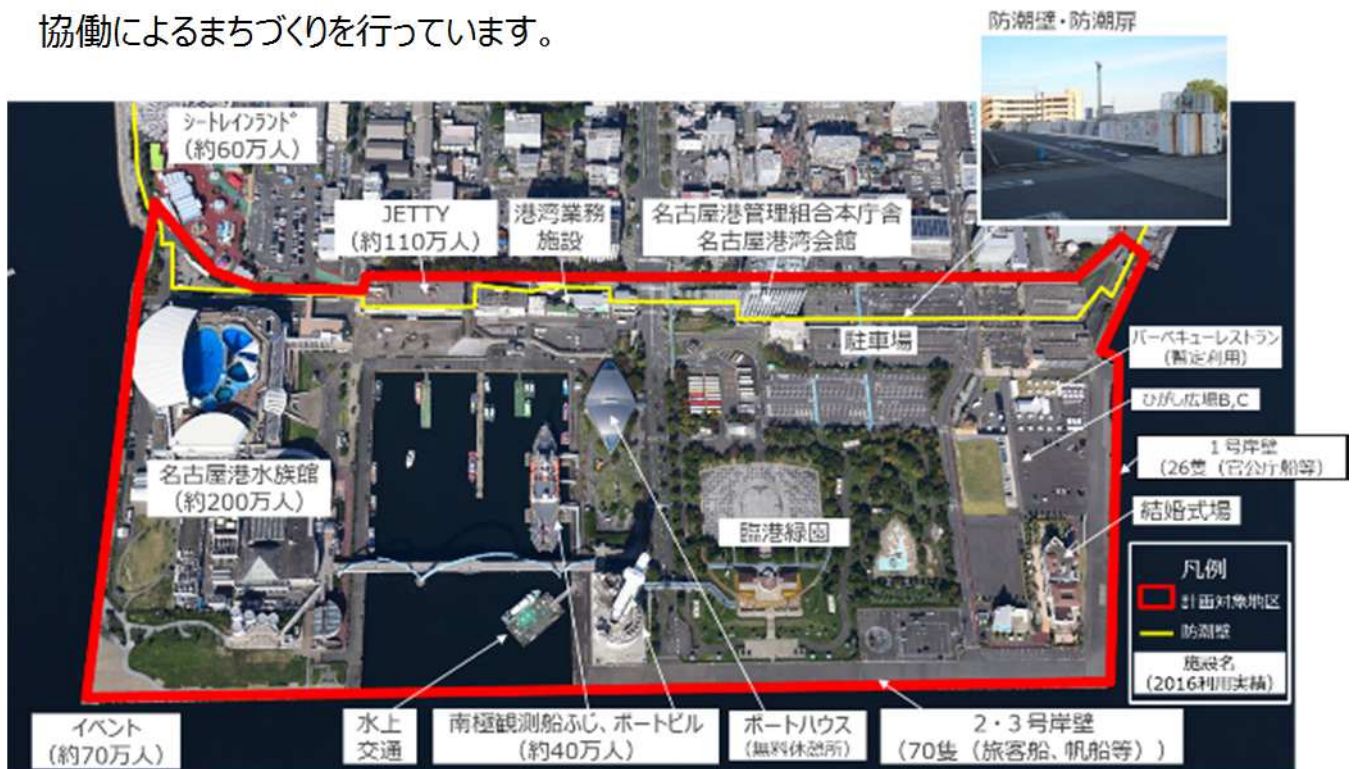 協働によるまちづくりを行っています。
防潮壁・防潮扉
シートレインランド
(約60万人)
JETTY
(約110万人)
港湾業務
施設
名古屋港管理組合本庁舎
名古屋港湾会館
駐車場
バーベキューレストラン
(暫定利用)
ひがし広場B,C
1号岸壁
(26隻(官公庁船等)
名古屋港水族館
(約200万人)
臨港緑園
結婚式場
凡例
計画対象地区
防潮壁
施設名
(2016利用実績)
イベント
(約70万人)
水上
交通
南極観測船ふじ、ポートビル
(約40万人)
ポートハウス
(無料休憩所)
2・3号岸壁
(70隻(旅客船、帆船等))